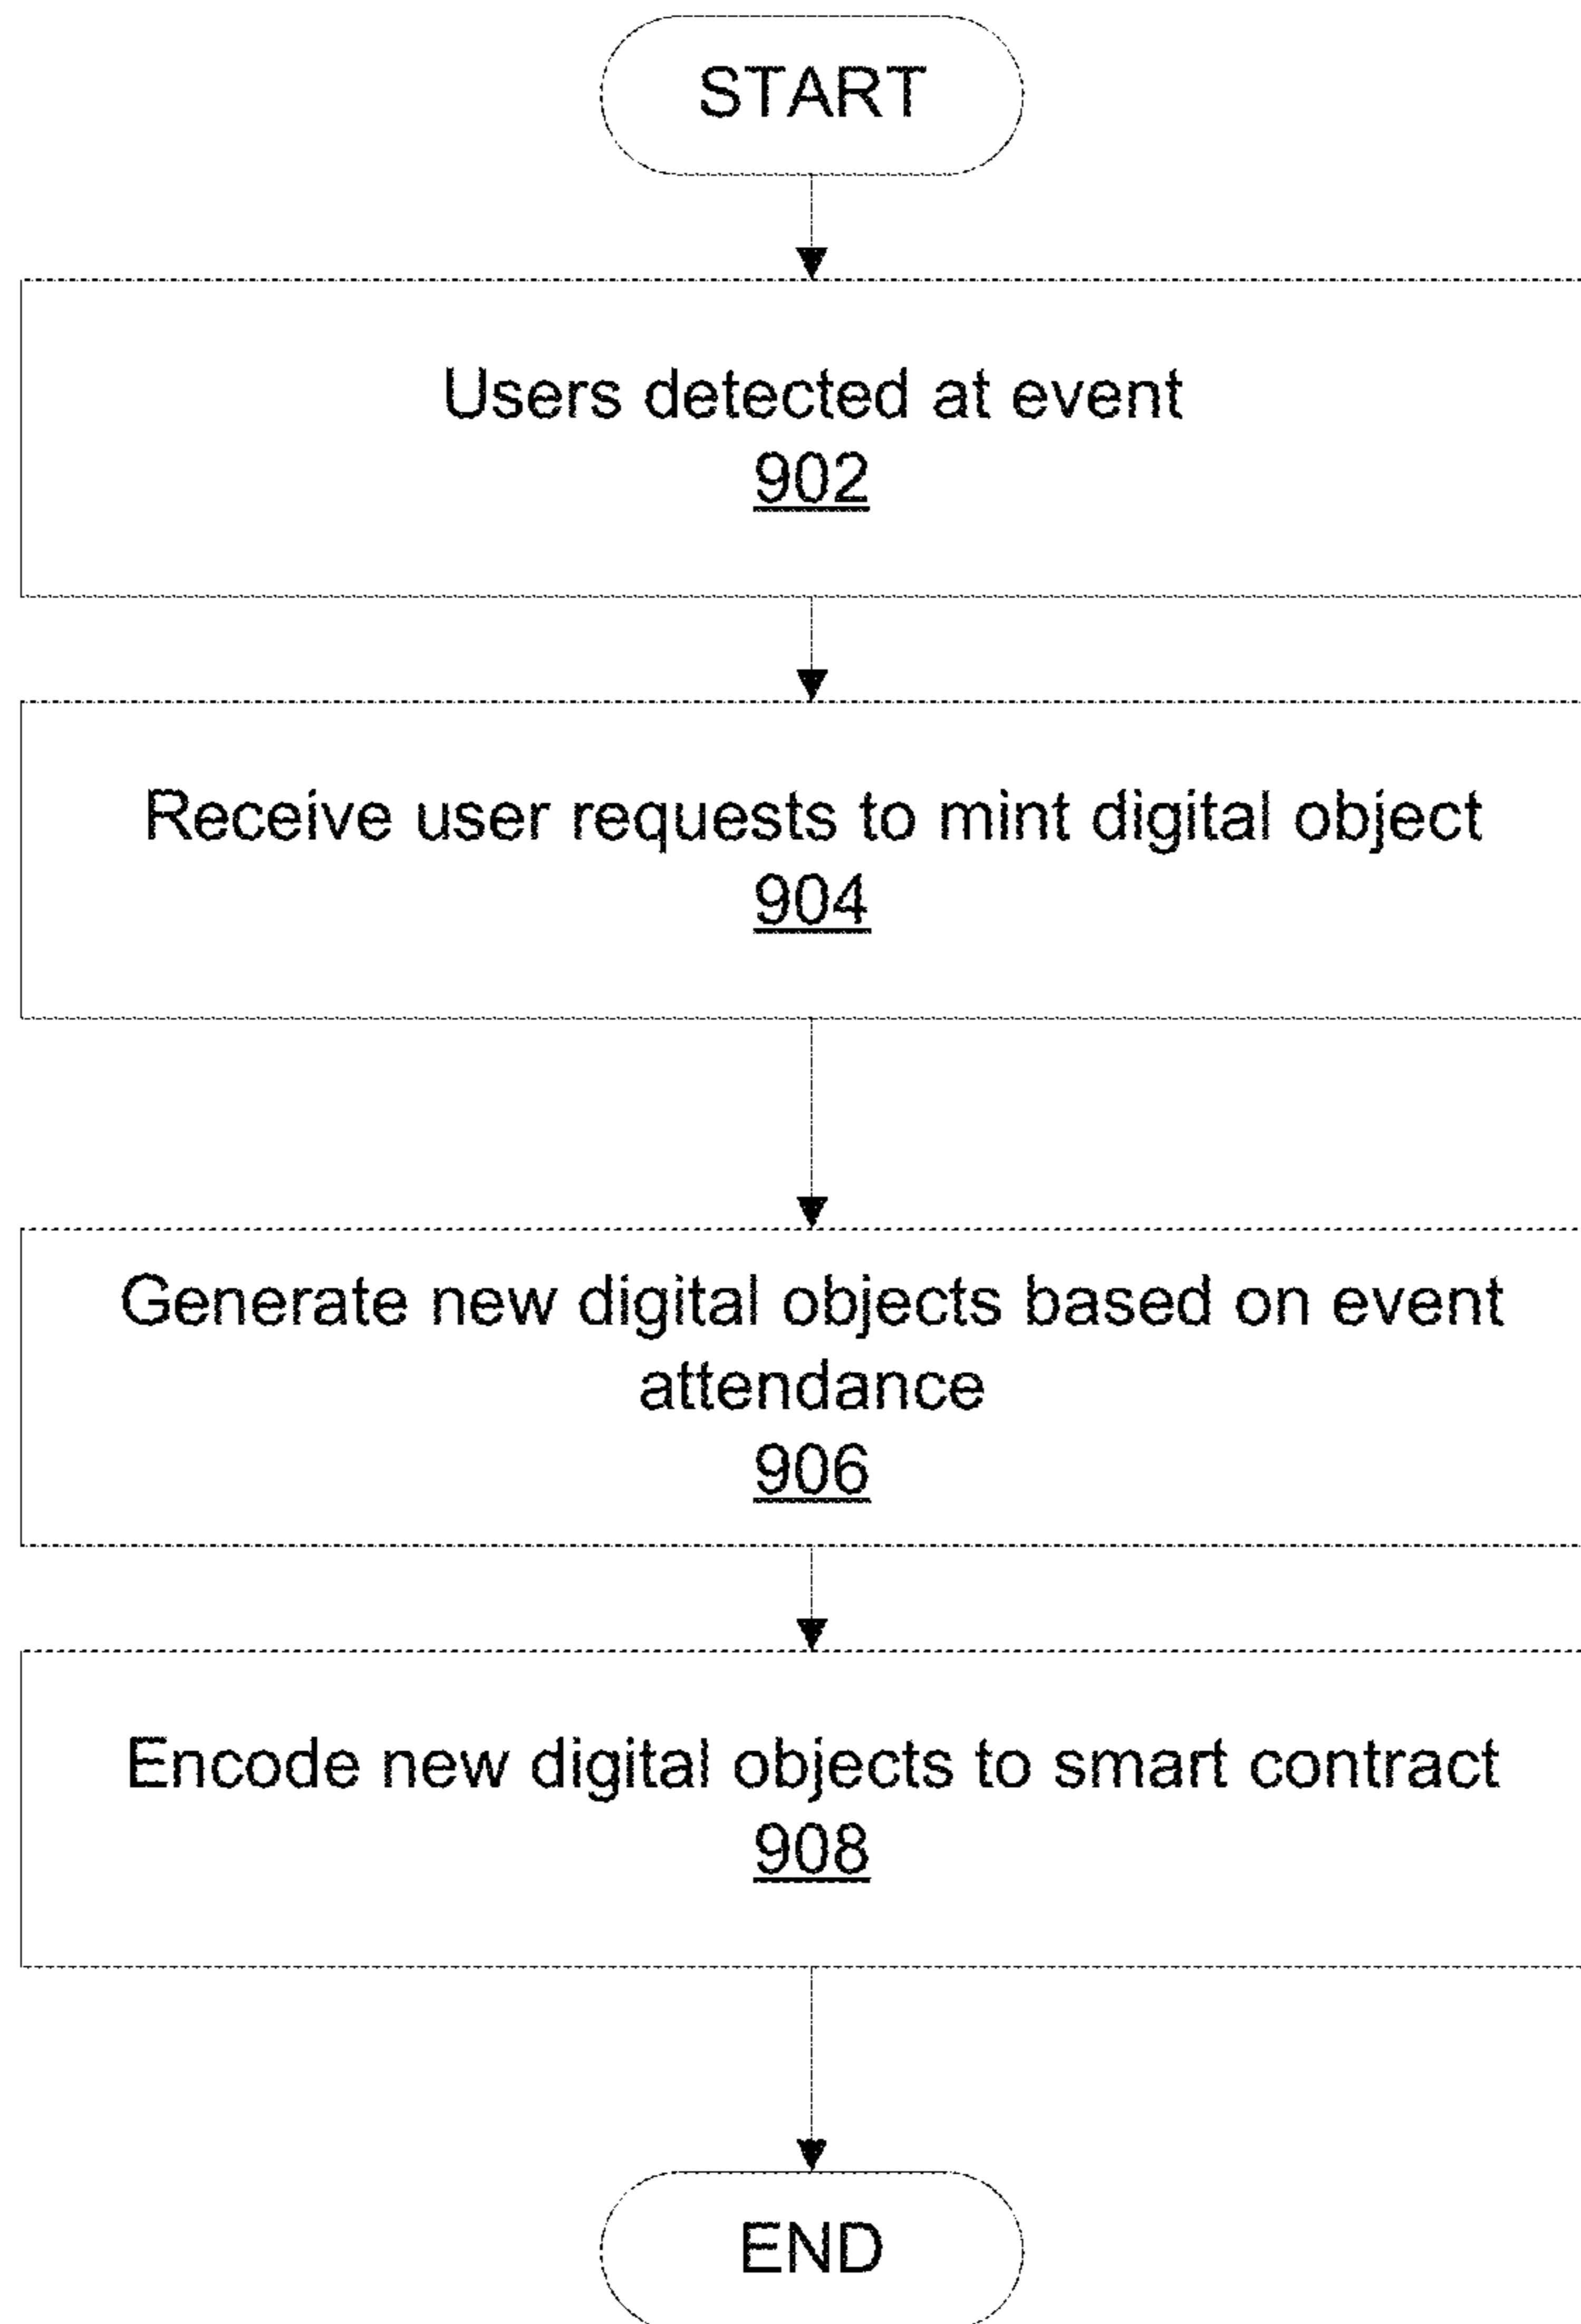 START
Users detected at event
902
Receive user requests to mint digital object
904
Generate new digital objects based on event
attendance
906
Encode new digital objects to smart contract
908
END